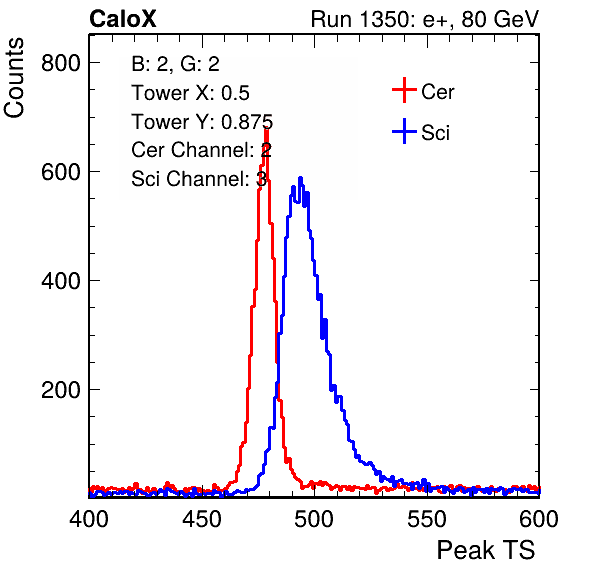 CaloX Run 1350: e+, 80 GeV
Counts
B: 2, G: 2
Tower X: 0.5
Tower Y: 0.875
Cer Channel: 2
Sci Channel: 3
Cer
Sci
800
600
400
200
400 450 500 550 600
Peak TS